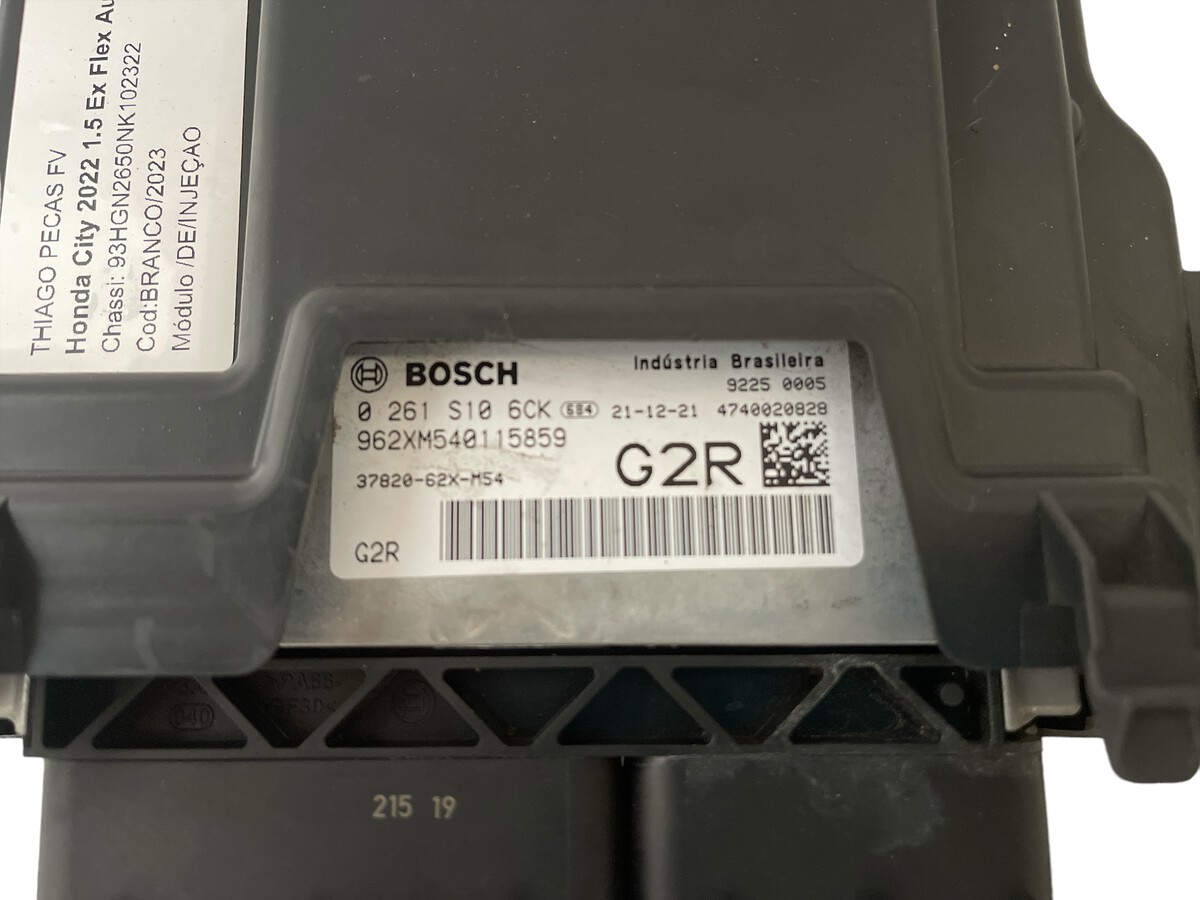 THIAGO PECAS FV
Honda City 2022 1.5 Ex Flex
Chassi: 93HGN2650NK102322
Cod:BRANCO/2023
Módulo /DE/INJEÇAO
BOSCH
Indústria Brasileira
9225 0005
0 261 S10 6CK 684 21-12-21 4740020828
962XM540115859
G2R
37820-62X-M54
G2R
040
215 19